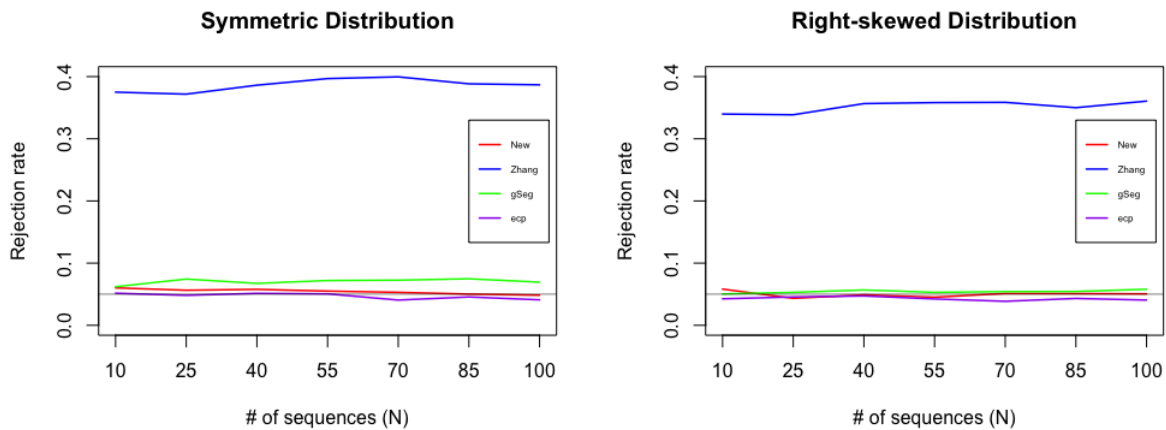 Symmetric Distribution
Rejection rate
0.4
0.3
0.2
0.1
0.0
New
Zhang
gSeg
ecp
10 25 40 55 70 85 100
# of sequences (N)
Right-skewed Distribution
Rejection rate
0.4
0.3
0.2
0.1
0.0
New
Zhang
gSeg
ecp
10 25 40 55 70 85 100
# of sequences (N)